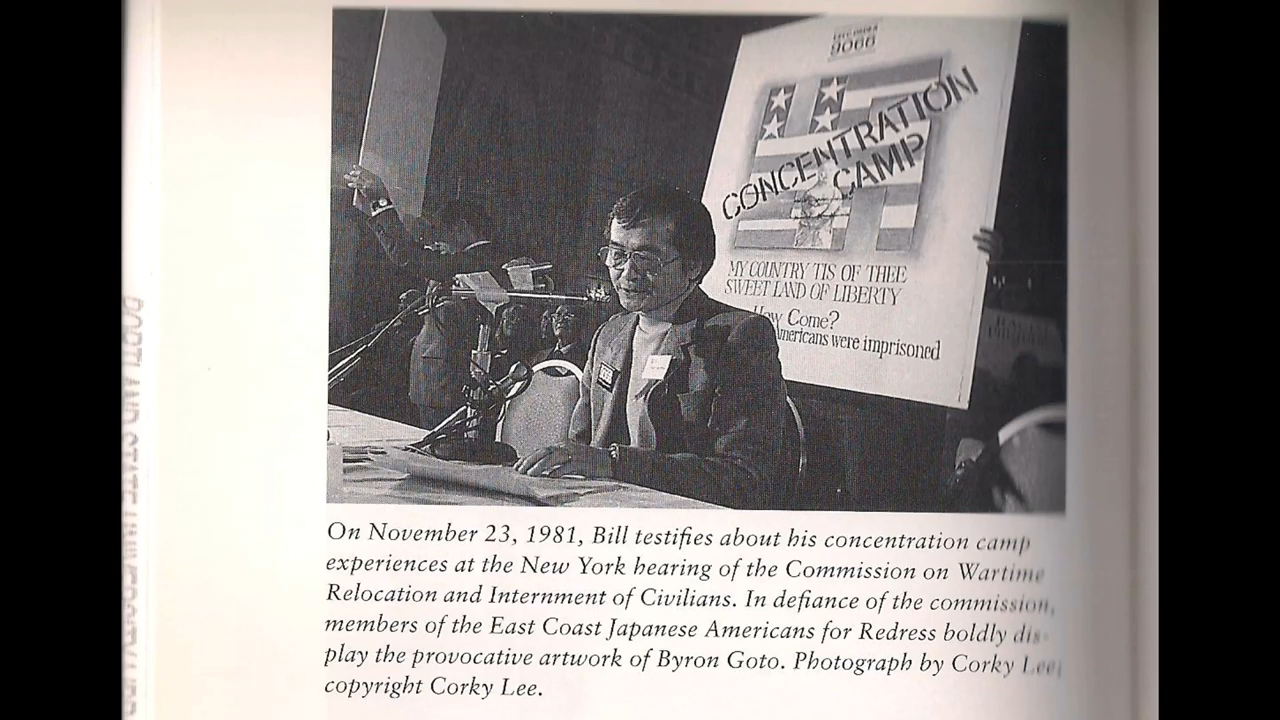 9066
CONCENTRATION
CAMP
MY COUNTRY TIS OF THEE
SWEET LAND OF LIBERTY
How Come?
Americans were imprisoned
On November 23, 1981, Bill testifies about his concentration camp
experiences at the New York hearing of the Commission on Wartime
Relocation and Internment of Civilians. In defiance of the commission,
members of the East Coast Japanese Americans for Redress boldly dis-
play the provocative artwork of Byron Goto. Photograph by Corky Lee;
copyright Corky Lee.